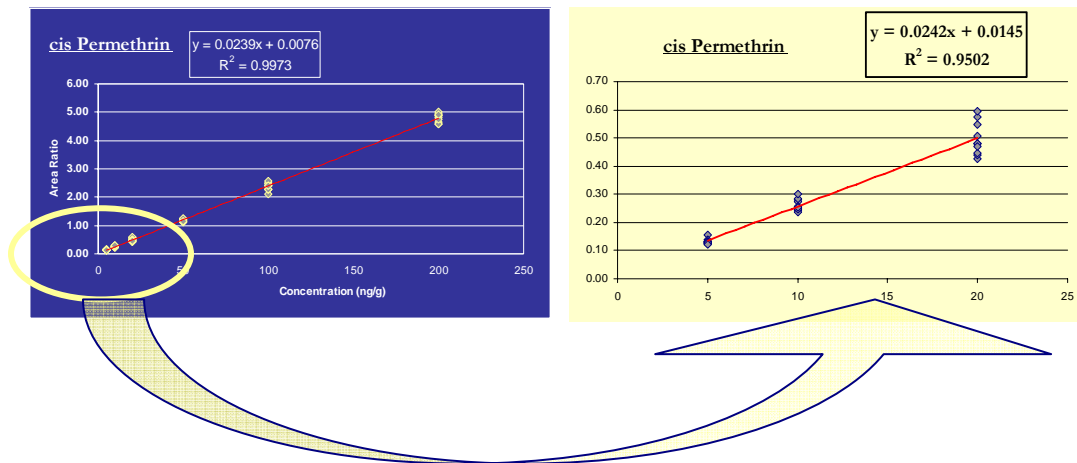 cis Permethrin
y = 0.0239x + 0.0076
R² = 0.9973
6.00
5.00
4.00
3.00
2.00
1.00
0.00
Area Ratio
0 50 100 150 200 250
Concentration (ng/g)
cis Permethrin
y = 0.0242x + 0.0145
R² = 0.9502
0.70
0.60
0.50
0.40
0.30
0.20
0.10
0.00
0 5 10 15 20 25